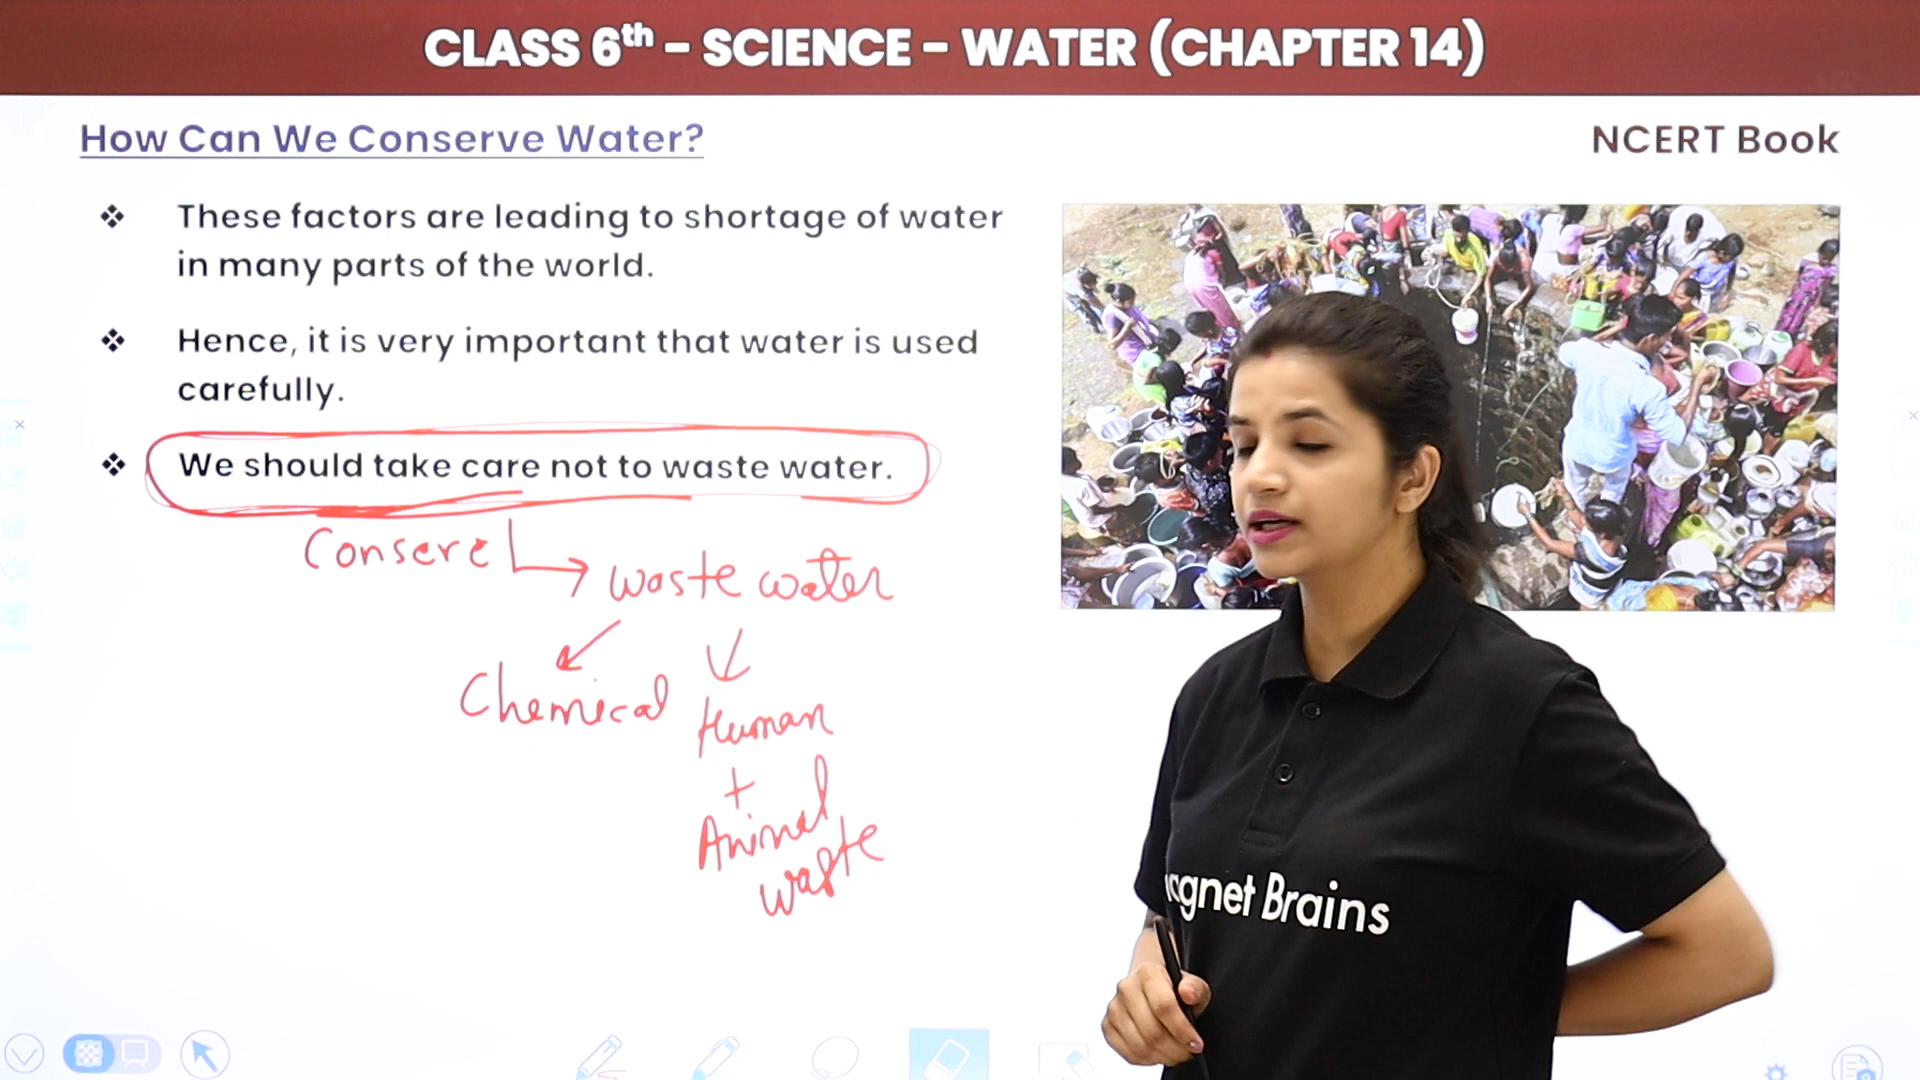 CLASS 6th – SCIENCE – WATER (CHAPTER 14)
How Can We Conserve Water?
NCERT Book
❖ These factors are leading to shortage of water
in many parts of the world.
❖ Hence, it is very important that water is used
carefully.
❖ We should take care not to waste water.
Conserve
waste water
Chemical
Human
+
Animal
waste
agnet Brains